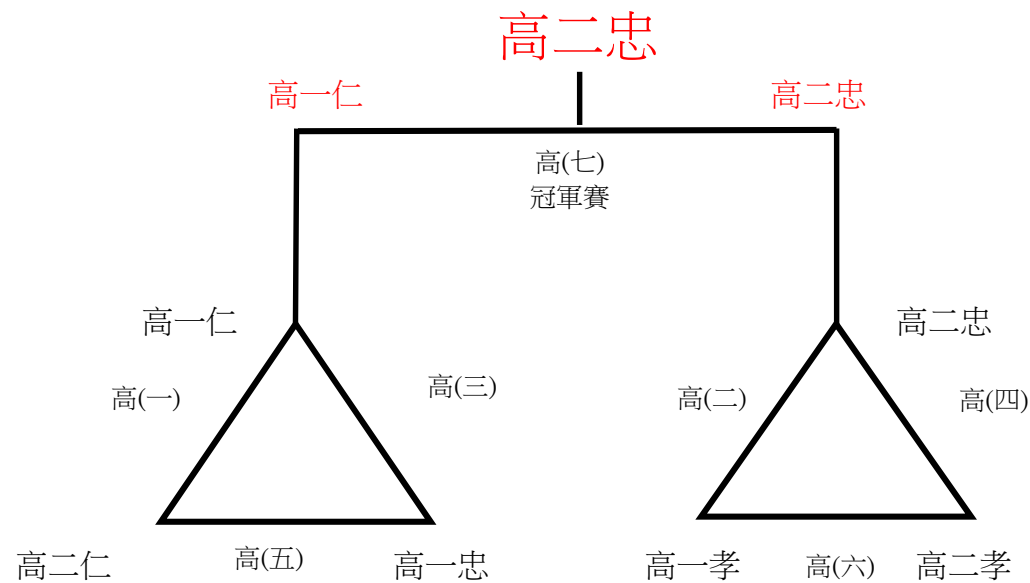 高二忠
高一仁
高二忠
高(七)
冠軍賽
高一仁
高二忠
高(一)
高(三)
高(二)
高(四)
高二仁
高(五)
高一忠
高一孝
高(六)
高二孝